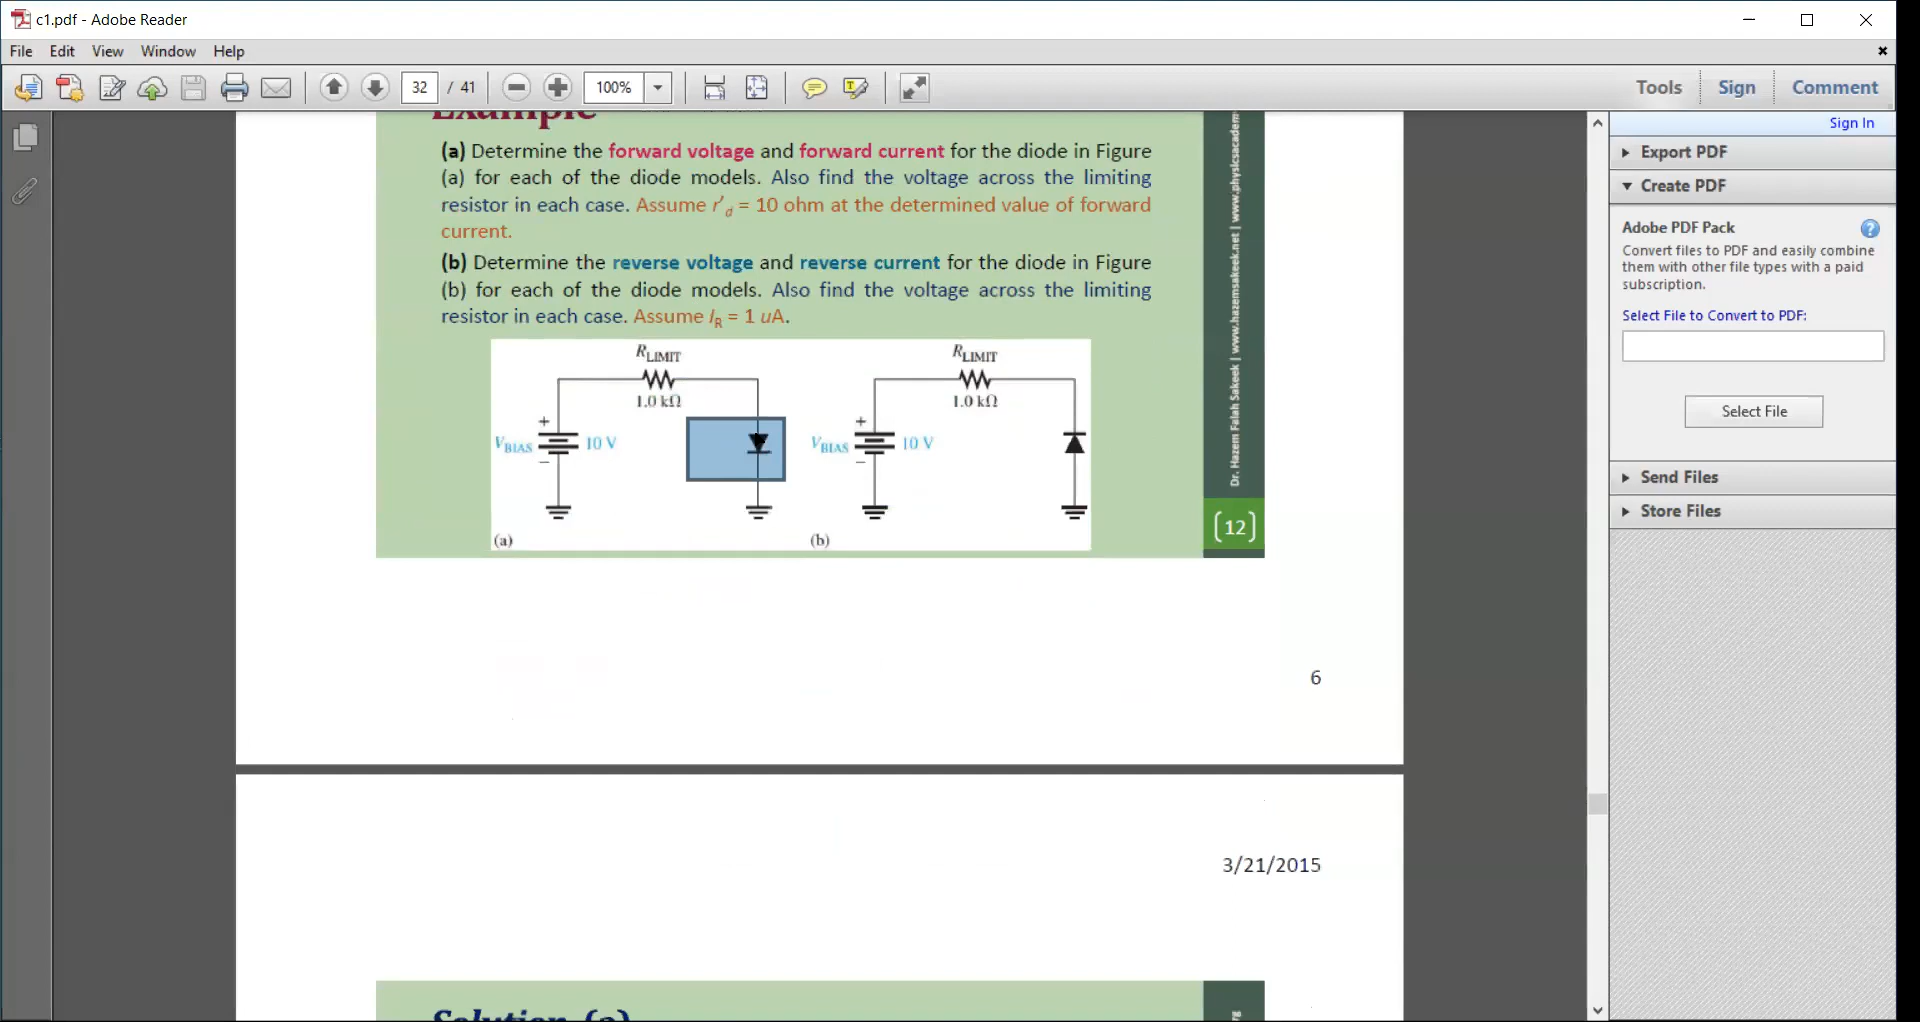 c1.pdf - Adobe Reader
File Edit View Window Help
32 / 41 100% Tools Sign Comment
Sign In
Export PDF
Create PDF
Adobe PDF Pack
Convert files to PDF and easily combine
them with other file types with a paid
subscription.
Select File to Convert to PDF:
Select File
Send Files
Store Files
Example
(a) Determine the forward voltage and forward current for the diode in Figure
(a) for each of the diode models. Also find the voltage across the limiting
resistor in each case. Assume r'd = 10 ohm at the determined value of forward
current.
(b) Determine the reverse voltage and reverse current for the diode in Figure
(b) for each of the diode models. Also find the voltage across the limiting
resistor in each case. Assume IR = 1 uA.
RLIMIT
1.0 kΩ
+
VBIAS 10 V
−
(a)
RLIMIT
1.0 kΩ
+
VBIAS 10 V
−
(b)
Dr. Hazem Falah Sakeek | www.hazemsakeek.net | www.physicsacadem
(12)
6
3/21/2015
Solution (a)